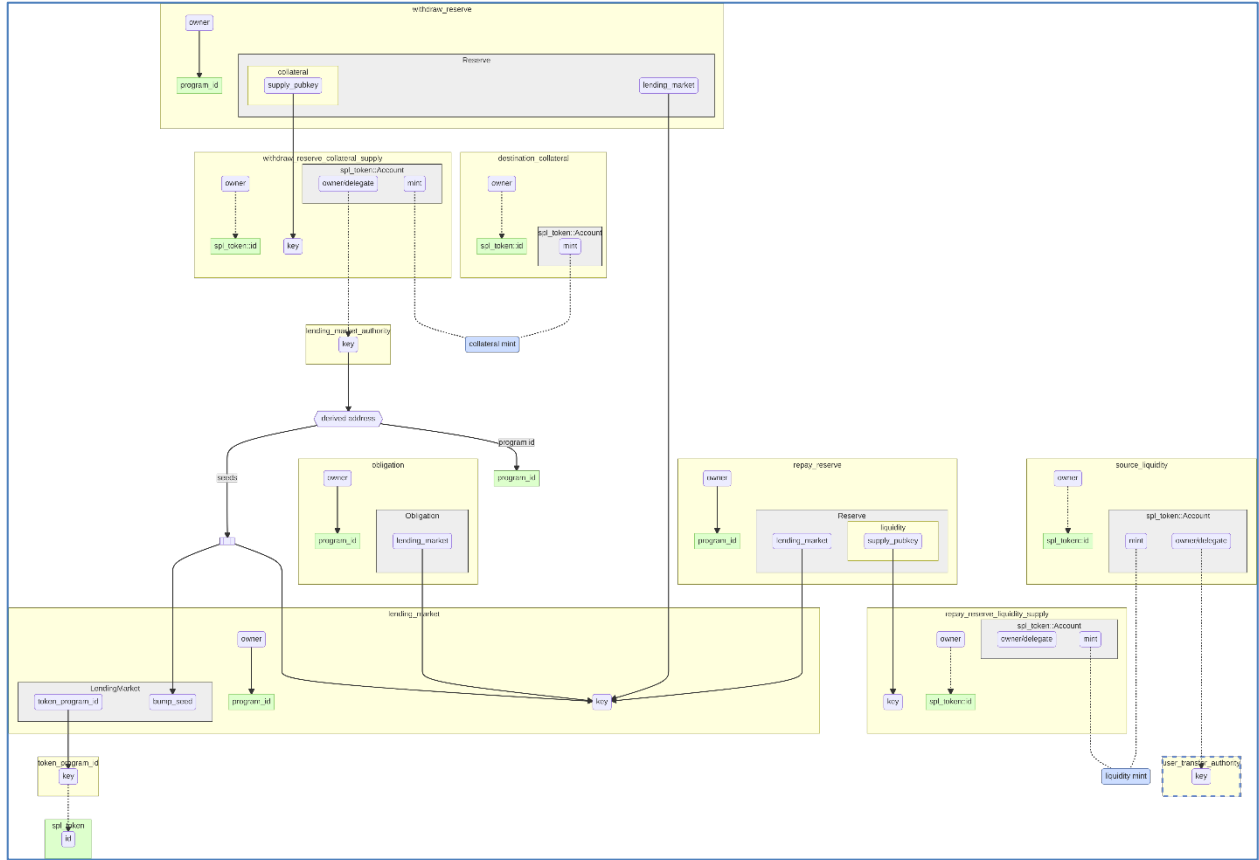 withdraw_reserve
owner
Reserve
collateral
program_id
supply_pubkey
lending_market
withdraw_reserve_collateral_supply
destination_collateral
spl_token::Account
owner
owner/delegate
mint
owner
spl_token::Account
spl_token::id
key
spl_token::id
mint
lending_market_authority
key
collateral mint
derived address
program id
seeds
program_id
obligation
owner
Obligation
program_id
lending_market
repay_reserve
owner
Reserve
liquidity
program_id
lending_market
supply_pubkey
source_liquidity
owner
spl_token::Account
spl_token::id
mint
owner/delegate
[ ]
lending_market
owner
LendingMarket
token_program_id
bump_seed
program_id
key
repay_reserve_liquidity_supply
spl_token::Account
owner
owner/delegate
mint
key
spl_token::id
token_program_id
key
liquidity mint
user_transfer_authority
key
spl_token
id